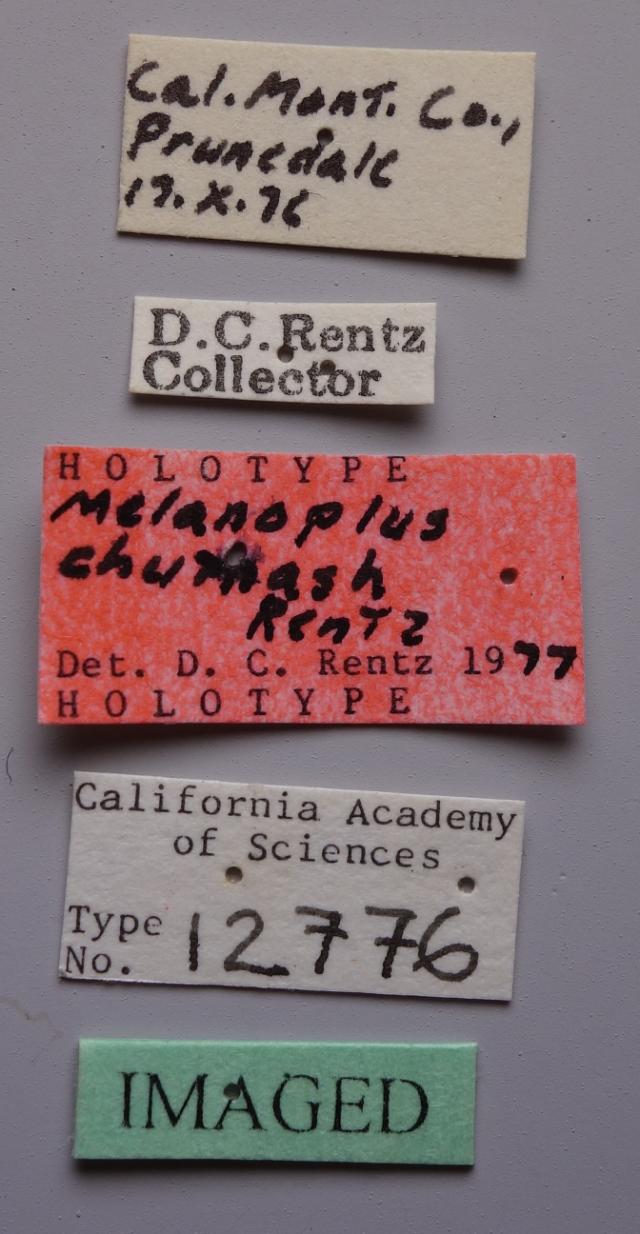 Cal. Mont. Co.,
Prunedale
17.X.76
D.C. Rentz
Collector
HOLOTYPE
Melanoplus
chumash
Rentz
Det. D. C. Rentz 1977
HOLOTYPE
California Academy
of Sciences
Type
No. 12776
IMAGED